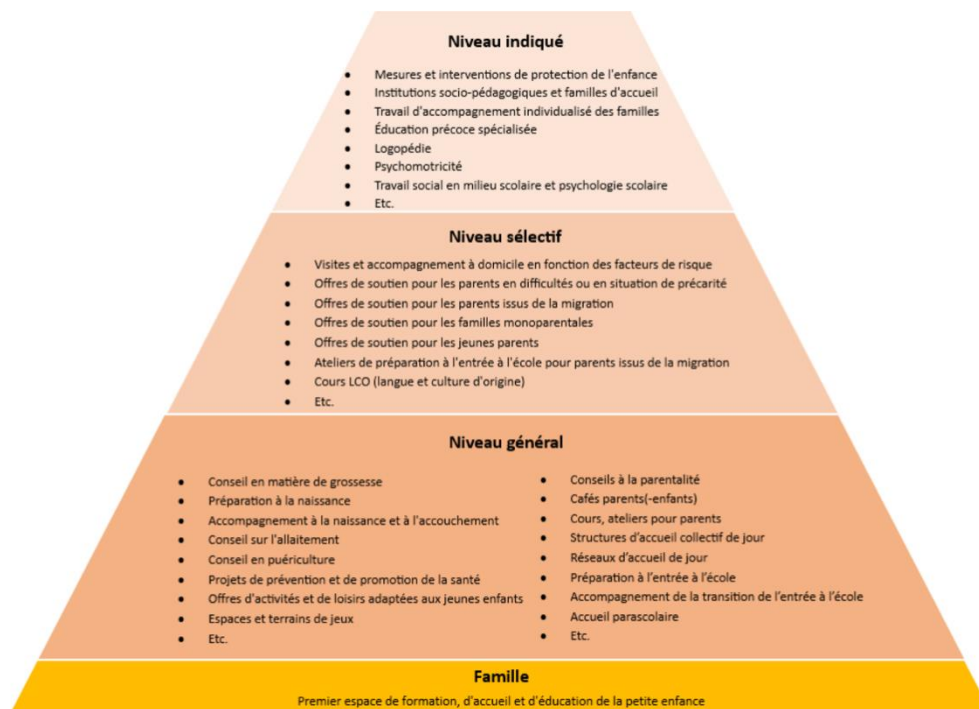 Niveau indiqué
• Mesures et interventions de protection de l'enfance
• Institutions socio-pédagogiques et familles d'accueil
• Travail d'accompagnement individualisé des familles
• Éducation précoce spécialisée
• Logopédie
• Psychomotricité
• Travail social en milieu scolaire et psychologie scolaire
• Etc.
Niveau sélectif
• Visites et accompagnement à domicile en fonction des facteurs de risque
• Offres de soutien pour les parents en difficultés ou en situation de précarité
• Offres de soutien pour les parents issus de la migration
• Offres de soutien pour les familles monoparentales
• Offres de soutien pour les jeunes parents
• Ateliers de préparation à l'entrée à l'école pour parents issus de la migration
• Cours LCO (langue et culture d'origine)
• Etc.
Niveau général
• Conseil en matière de grossesse
• Préparation à la naissance
• Accompagnement à la naissance et à l'accouchement
• Conseil sur l'allaitement
• Conseil en puériculture
• Projets de prévention et de promotion de la santé
• Offres d'activités et de loisirs adaptées aux jeunes enfants
• Espaces et terrains de jeux
• Etc.
• Conseils à la parentalité
• Cafés parents(-enfants)
• Cours, ateliers pour parents
• Structures d'accueil collectif de jour
• Réseaux d'accueil de jour
• Préparation à l'entrée à l'école
• Accompagnement de la transition de l'entrée à l'école
• Accueil parascolaire
• Etc.
Famille
Premier espace de formation, d'accueil et d'éducation de la petite enfance